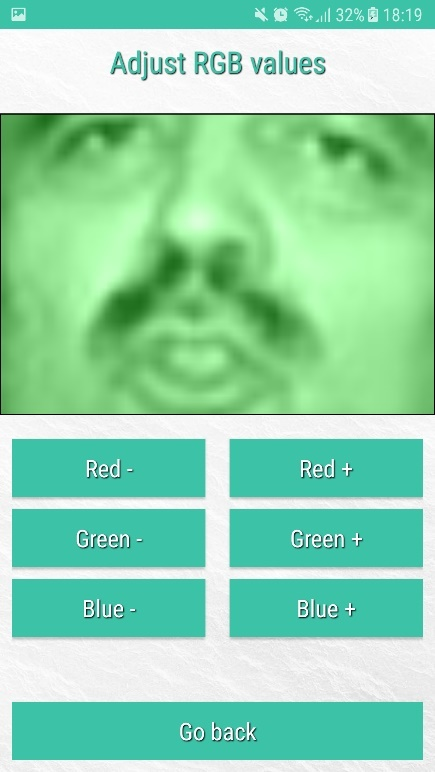 32% 18:19
Adjust RGB values
Red -
Red +
Green -
Green +
Blue -
Blue +
Go back